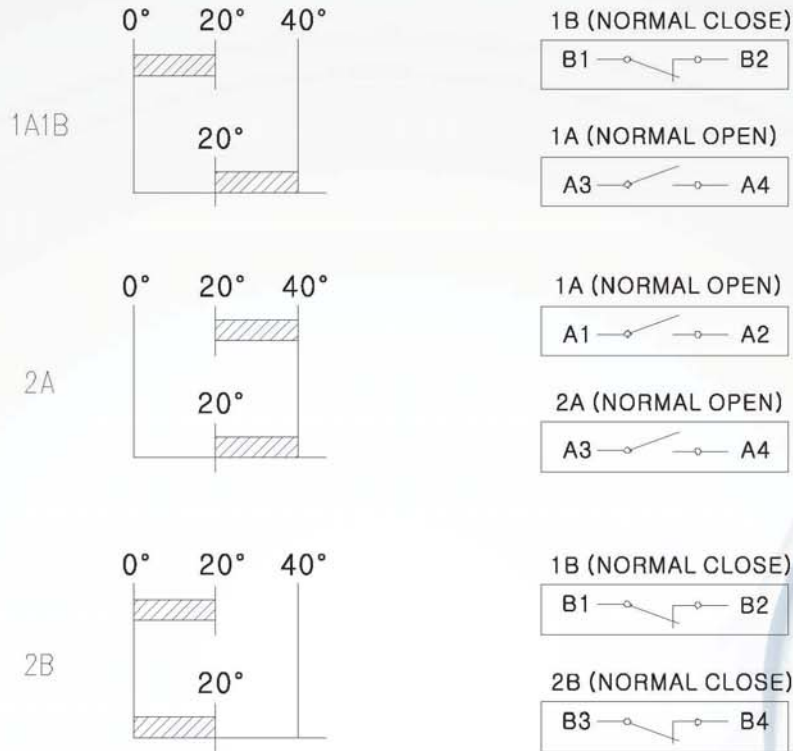 0° 20° 40°
1B (NORMAL CLOSE)
B1 B2
1A1B
20°
1A (NORMAL OPEN)
A3 A4
0° 20° 40°
1A (NORMAL OPEN)
A1 A2
2A
20°
2A (NORMAL OPEN)
A3 A4
0° 20° 40°
1B (NORMAL CLOSE)
B1 B2
2B
20°
2B (NORMAL CLOSE)
B3 B4